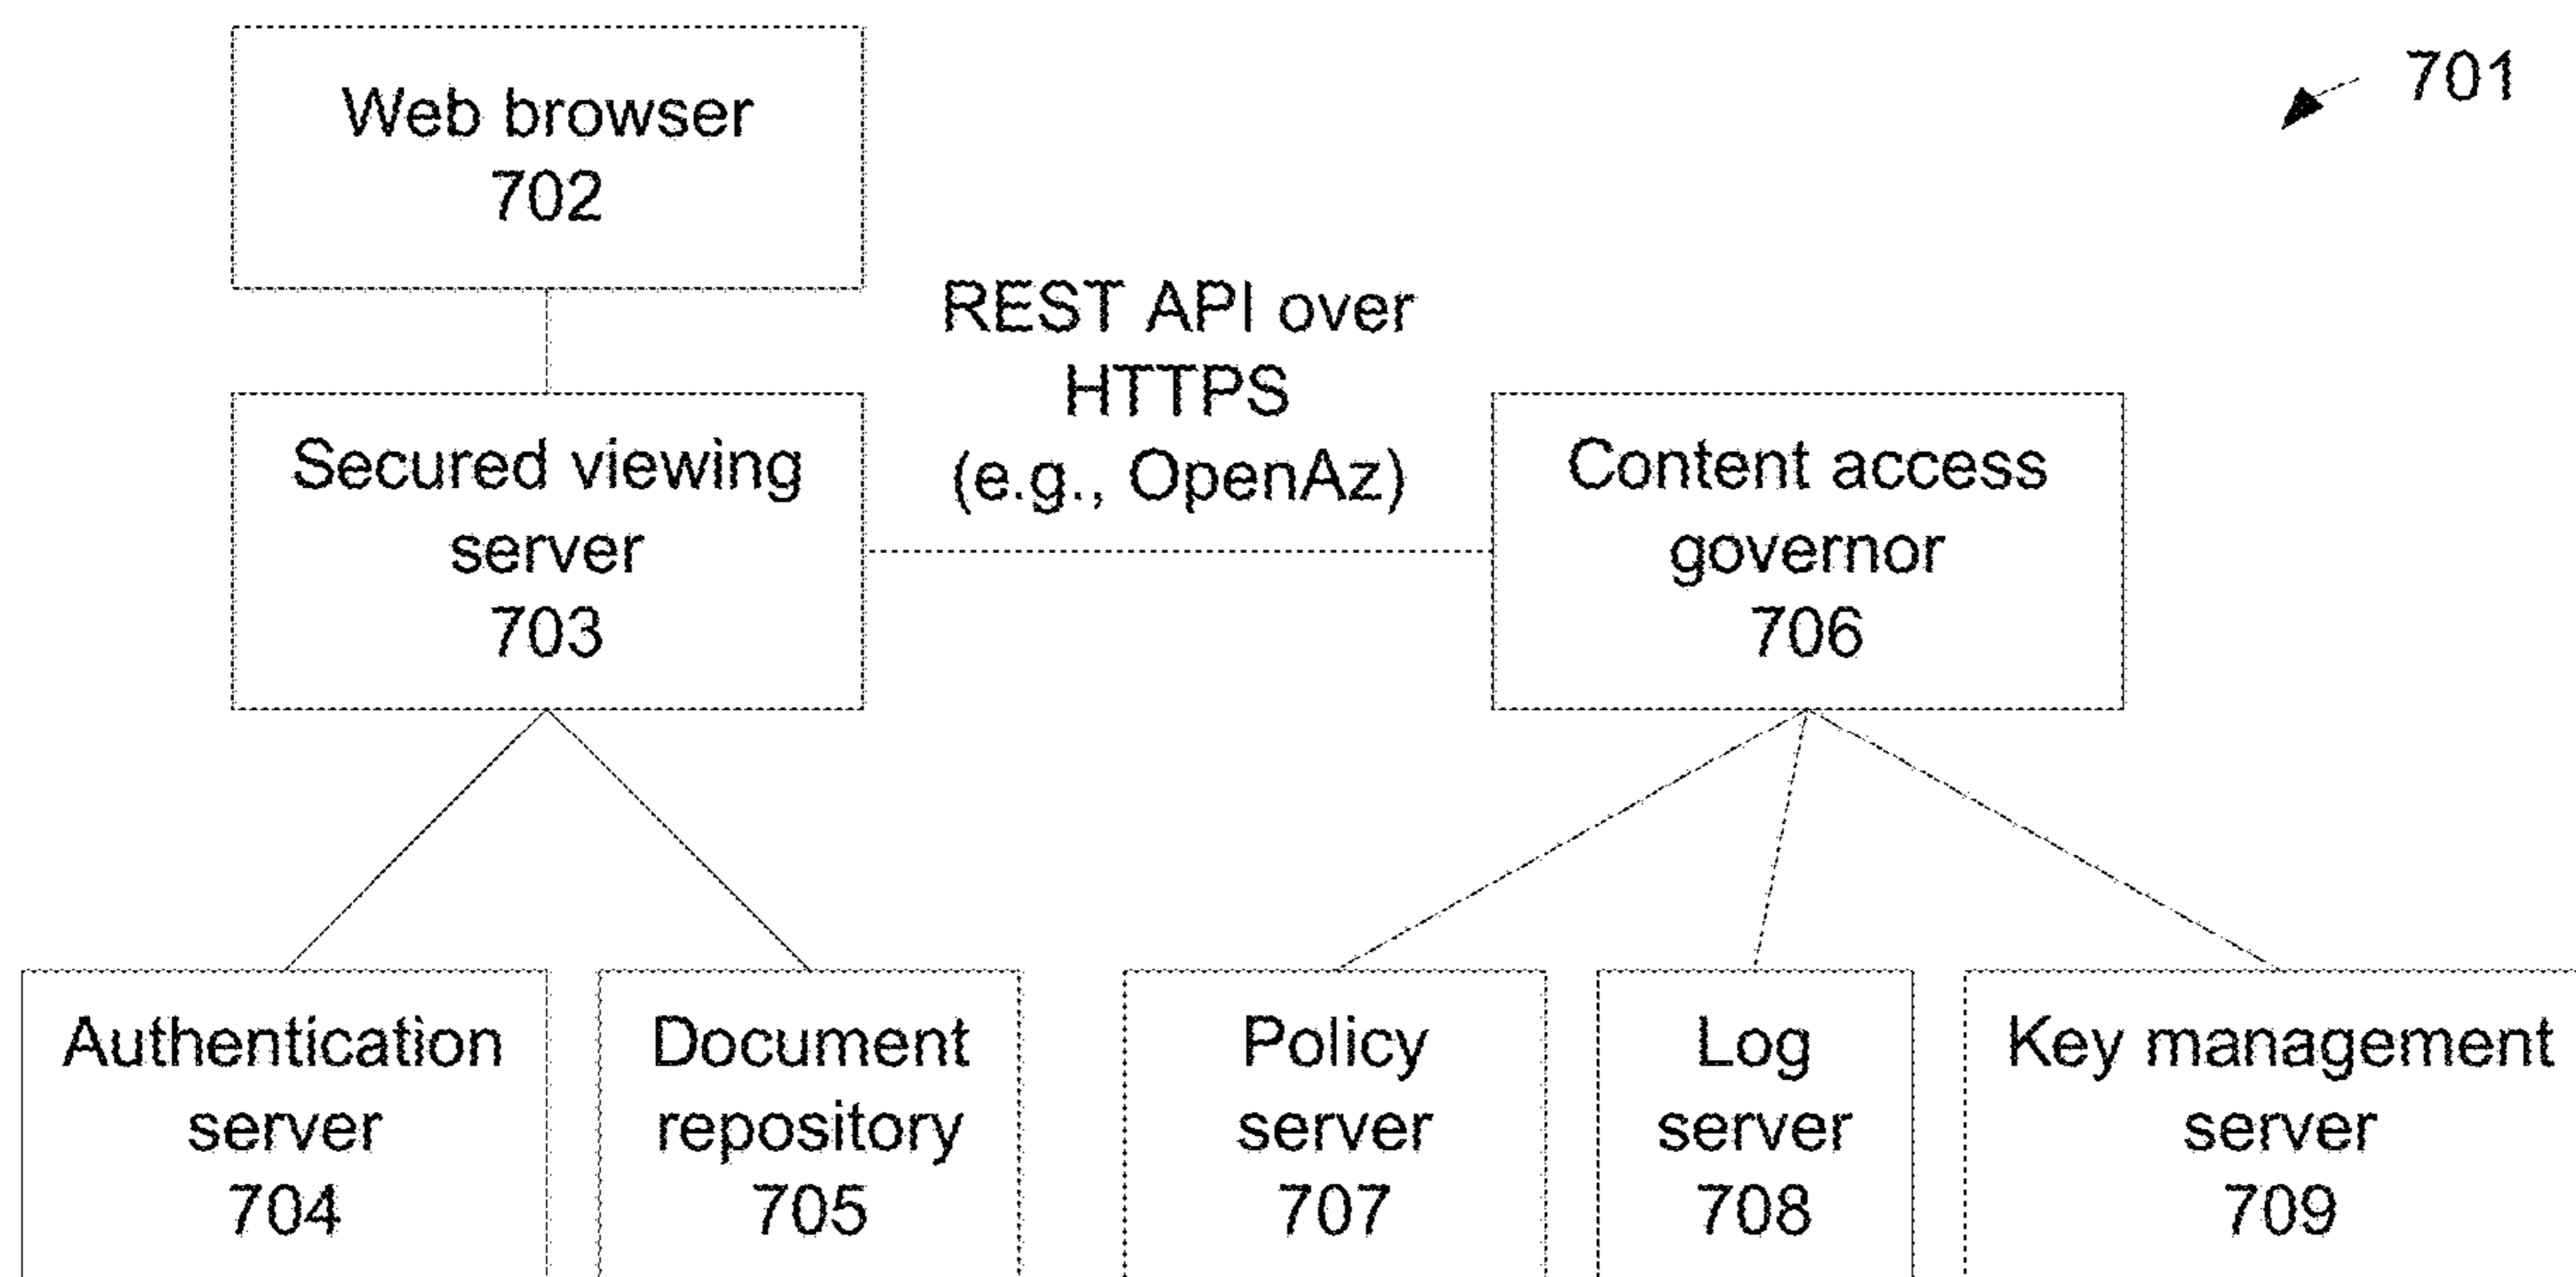 701
Web browser
702
REST API over
HTTPS
(e.g., OpenAz)
Secured viewing
server
703
Content access
governor
706
Authentication
server
704
Document
repository
705
Policy
server
707
Log
server
708
Key management
server
709